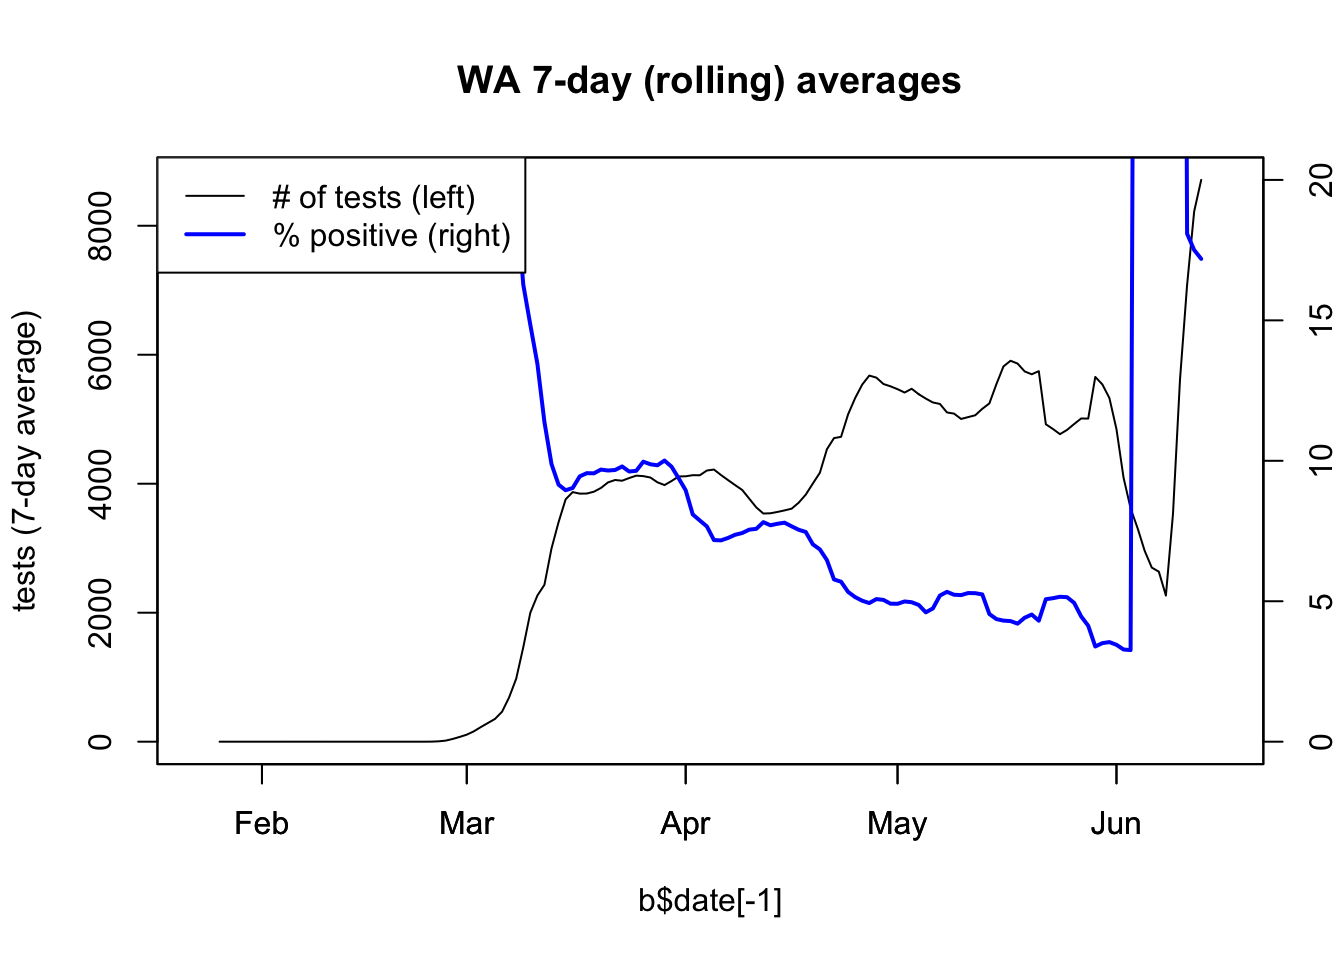 WA 7-day (rolling) averages
# of tests (left)
% positive (right)
tests (7-day average)
8000
6000
4000
2000
0
20
15
10
5
0
Feb Mar Apr May Jun
b$date[-1]